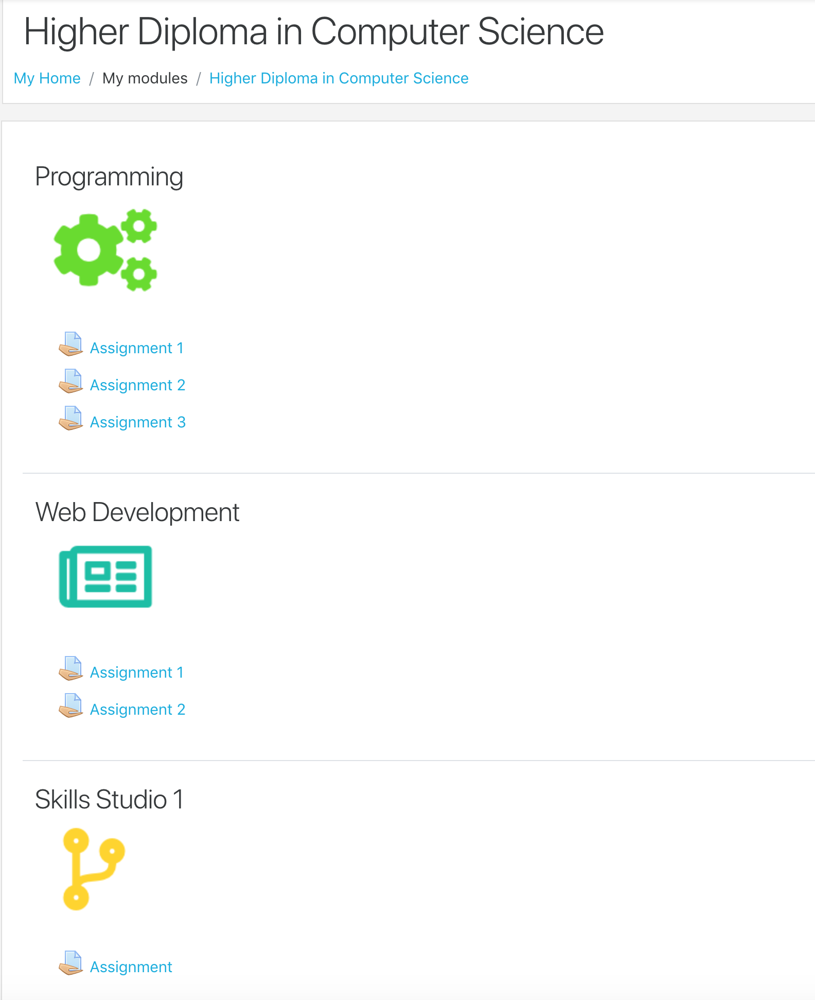 Higher Diploma in Computer Science
My Home / My modules / Higher Diploma in Computer Science
Programming
Assignment 1
Assignment 2
Assignment 3
Web Development
Assignment 1
Assignment 2
Skills Studio 1
Assignment